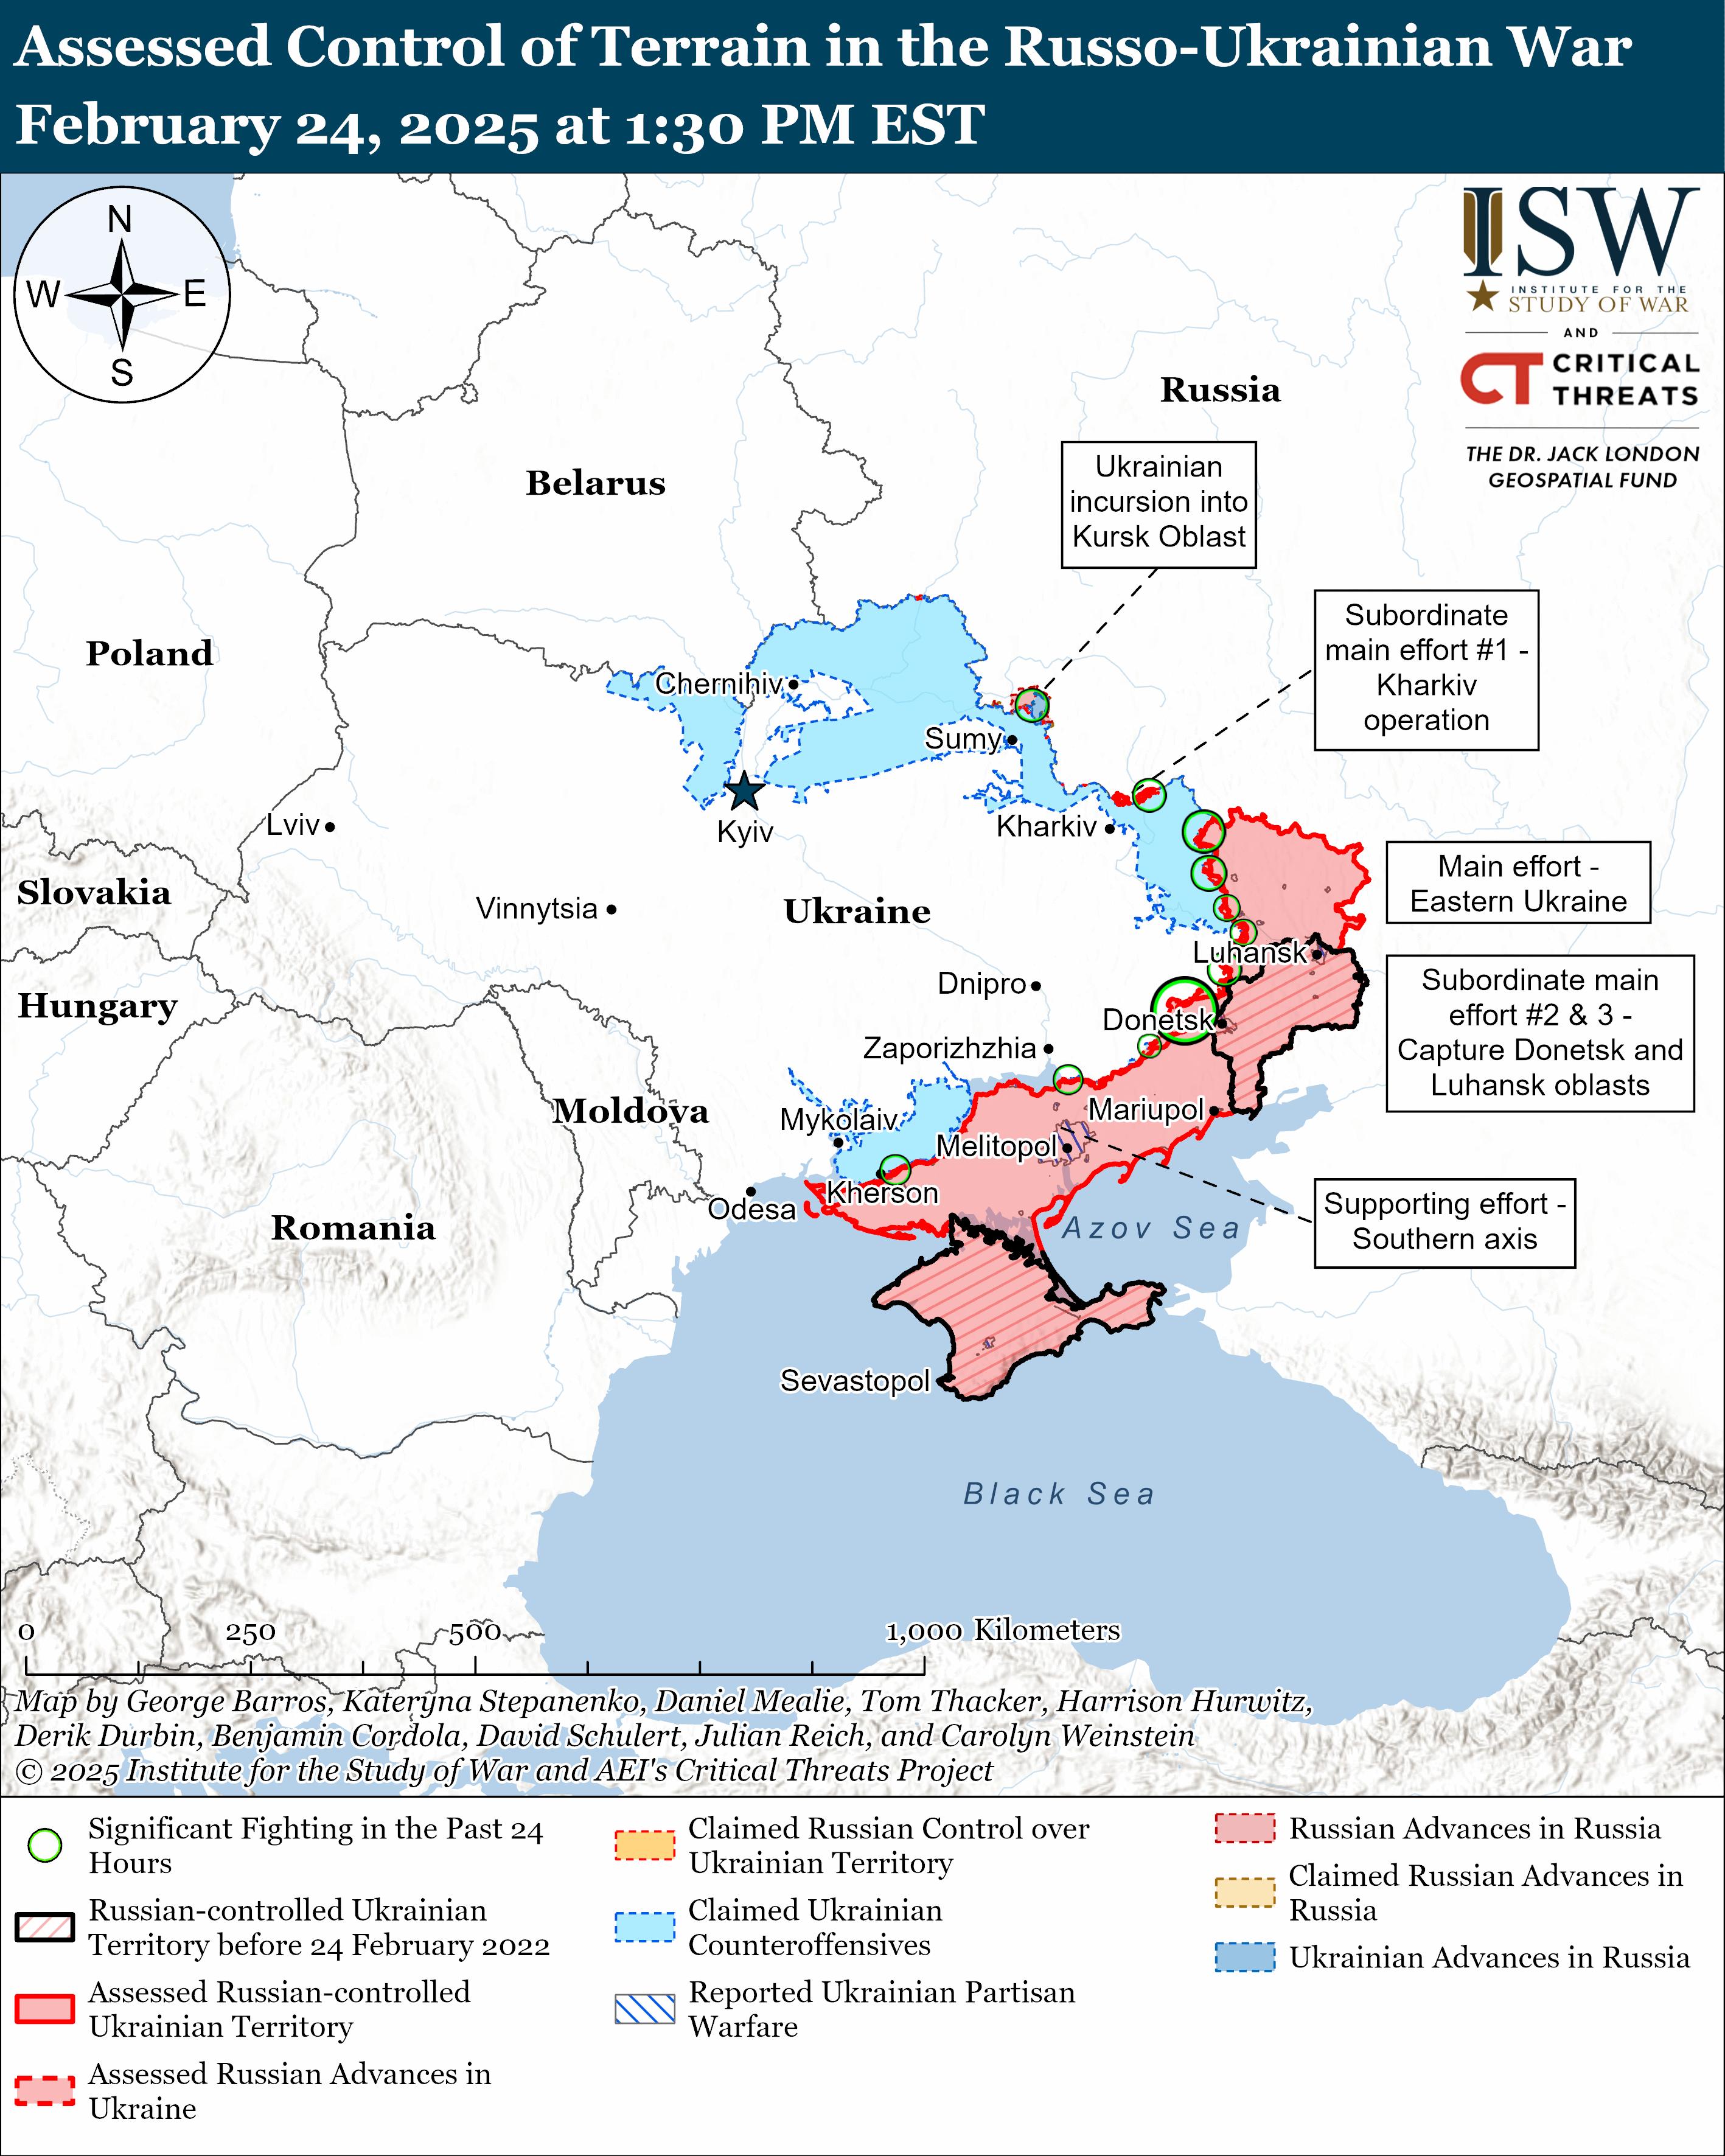 Assessed Control of Terrain in the Russo-Ukrainian War
February 24, 2025 at 1:30 PM EST
N
W
E
S
ISW
INSTITUTE FOR THE
STUDY OF WAR
AND
CT CRITICAL
THREATS
THE DR. JACK LONDON
GEOSPATIAL FUND
Russia
Ukrainian
incursion into
Kursk Oblast
Belarus
Subordinate
main effort #1 -
Kharkiv
operation
Poland
Chernihiv
Sumy
Kyiv
Lviv
Kharkiv
Main effort -
Eastern Ukraine
Slovakia
Vinnytsia
Ukraine
Luhansk
Subordinate main
effort #2 & 3 -
Capture Donetsk and
Luhansk oblasts
Hungary
Dnipro
Donetsk
Zaporizhzhia
Moldova
Mykolaiv
Mariupol
Melitopol
Kherson
Odesa
Supporting effort -
Southern axis
Romania
Azov Sea
Sevastopol
Black Sea
0 250 500 1,000 Kilometers
Map by George Barros, Kateryna Stepanenko, Daniel Mealie, Tom Thacker, Harrison Hurwitz,
Derik Durbin, Benjamin Cordola, David Schulert, Julian Reich, and Carolyn Weinstein
© 2025 Institute for the Study of War and AEI's Critical Threats Project
Significant Fighting in the Past 24
Hours
Russian-controlled Ukrainian
Territory before 24 February 2022
Assessed Russian-controlled
Ukrainian Territory
Assessed Russian Advances in
Ukraine
Claimed Russian Control over
Ukrainian Territory
Claimed Ukrainian
Counteroffensives
Reported Ukrainian Partisan
Warfare
Russian Advances in Russia
Claimed Russian Advances in
Russia
Ukrainian Advances in Russia